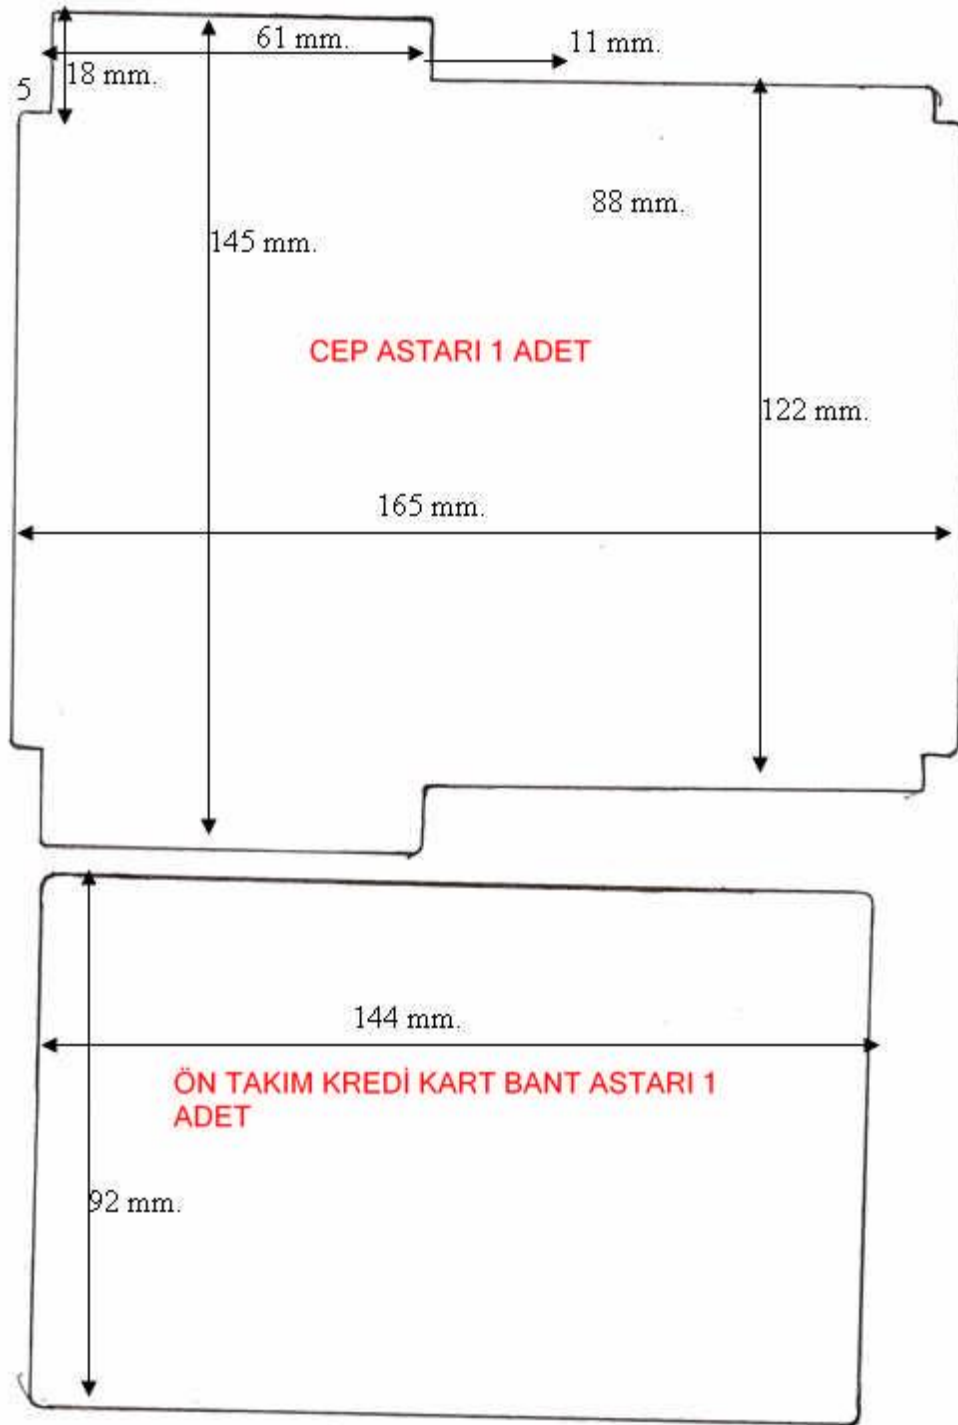 61 mm.
11 mm.
18 mm.
5
88 mm.
145 mm.
CEP ASTARI 1 ADET
122 mm.
165 mm.
144 mm.
ÖN TAKIM KREDİ KART BANT ASTARI 1
ADET
92 mm.